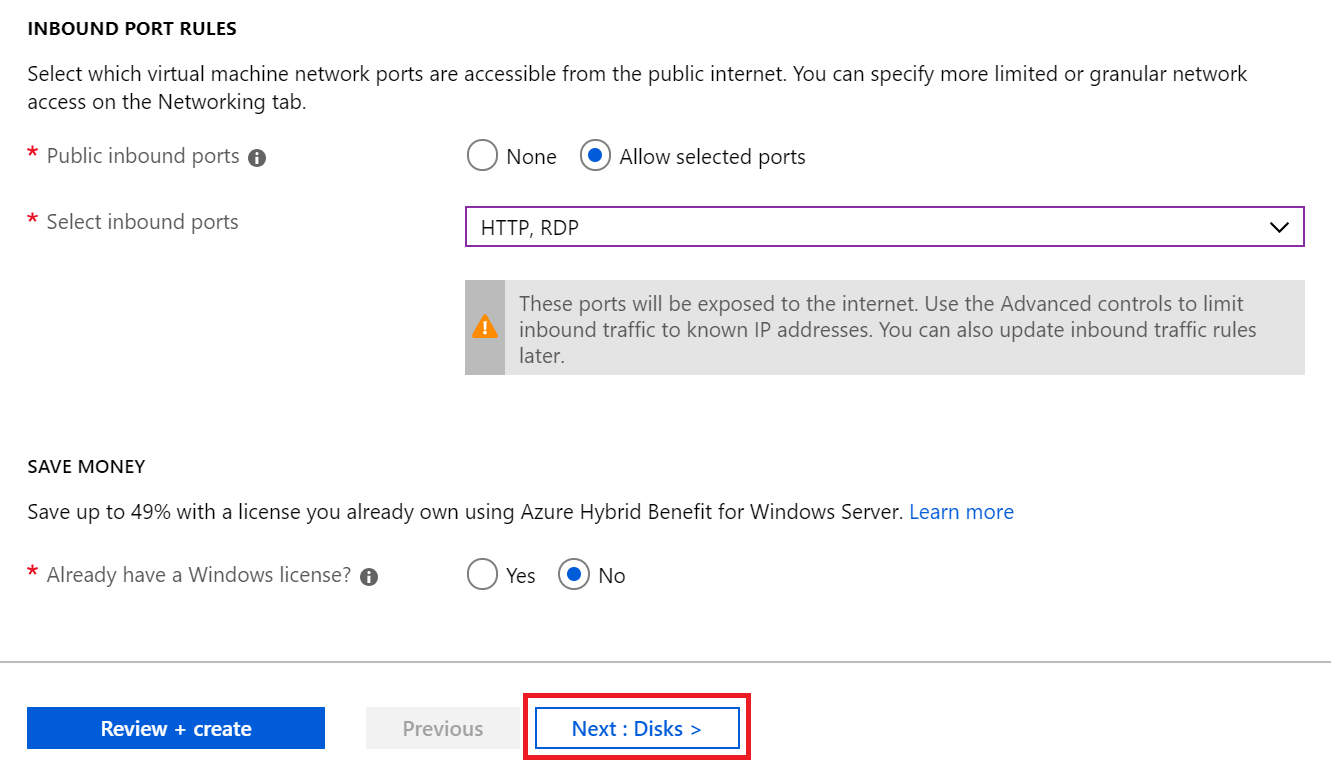 INBOUND PORT RULES
Select which virtual machine network ports are accessible from the public internet. You can specify more limited or granular network
access on the Networking tab.
* Public inbound ports
None
Allow selected ports
* Select inbound ports
HTTP, RDP
These ports will be exposed to the internet. Use the Advanced controls to limit
inbound traffic to known IP addresses. You can also update inbound traffic rules
later.
SAVE MONEY
Save up to 49% with a license you already own using Azure Hybrid Benefit for Windows Server. Learn more
* Already have a Windows license?
Yes
No
Review + create
Previous
Next : Disks >